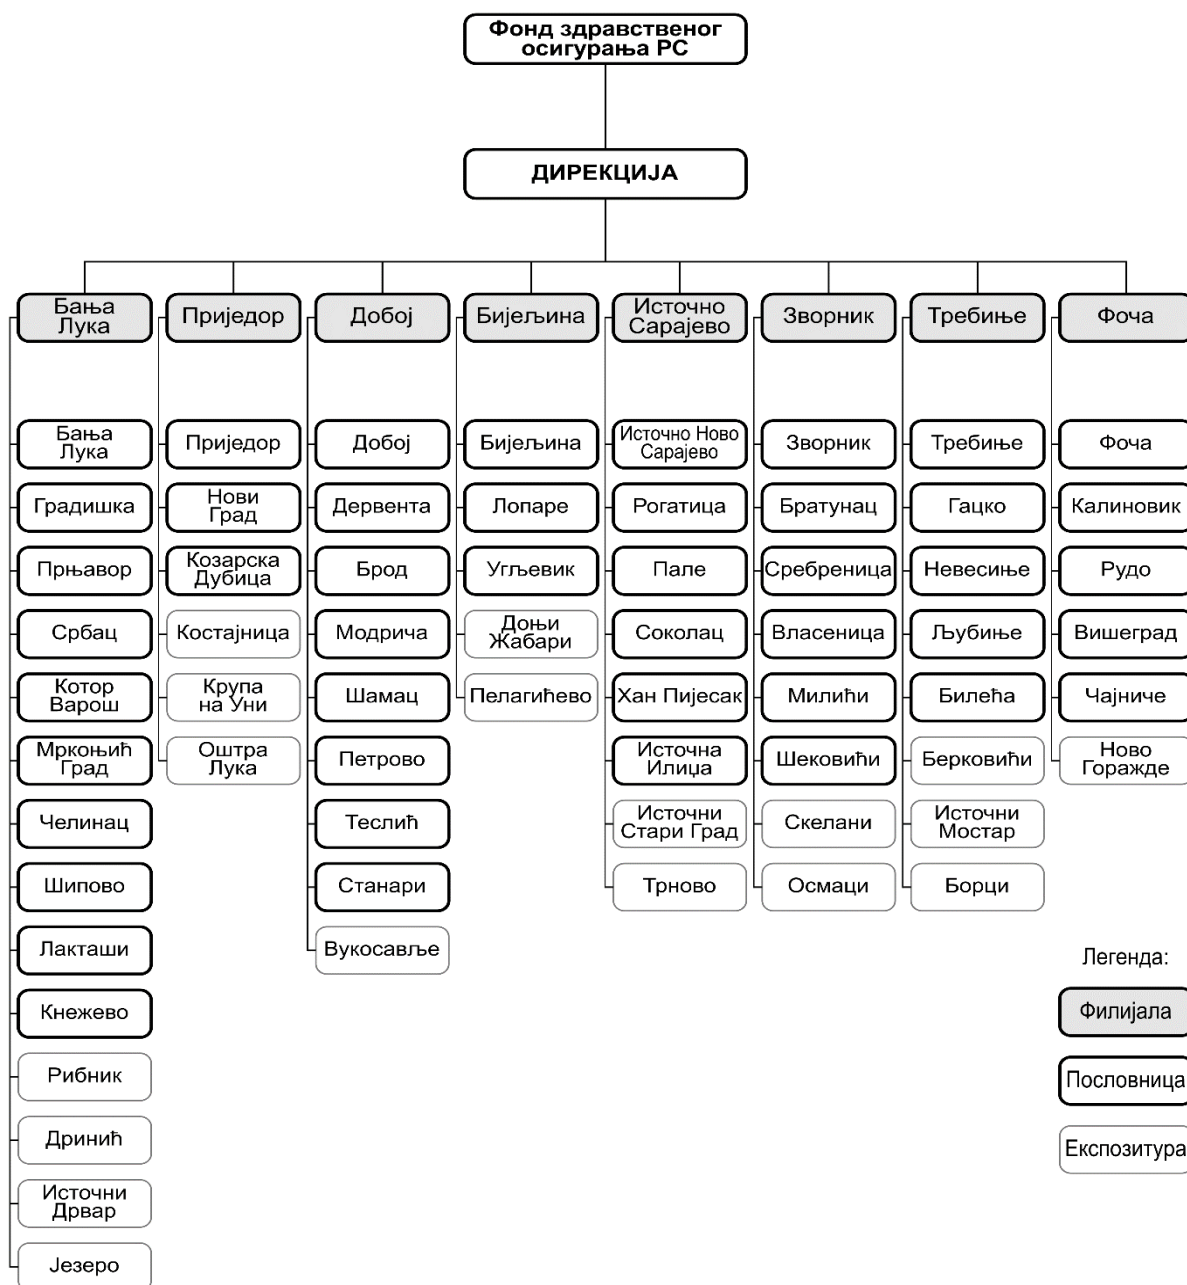 Фонд здравственог
осигурања РС
ДИРЕКЦИЈА
Бања
Лука
Приједор
Добој
Бијељина
Источно
Сарајево
Зворник
Требиње
Фоча
Бања
Лука
Градишка
Прњавор
Србац
Котор
Варош
Мркоњић
Град
Челинац
Шипово
Лакташи
Кнежево
Рибник
Дринић
Источни
Дрвар
Језеро
Приједор
Нови
Град
Козарска
Дубица
Костајница
Крупа
на Уни
Оштра
Лука
Добој
Дервента
Брод
Модрича
Шамац
Петрово
Теслић
Станари
Вукосавље
Бијељина
Лопаре
Угљевик
Доњи
Жабари
Пелагићево
Источно Ново
Сарајево
Рогатица
Пале
Соколац
Хан Пијесак
Источна
Илиџа
Источни
Стари Град
Трново
Зворник
Братунац
Сребреница
Власеница
Милићи
Шековићи
Скелани
Осмаци
Требиње
Гацко
Невесиње
Љубиње
Билећа
Берковићи
Источни
Мостар
Борци
Фоча
Калиновик
Рудо
Вишеград
Чајниче
Ново
Горажде
Легенда:
Филијала
Пословница
Експозитура